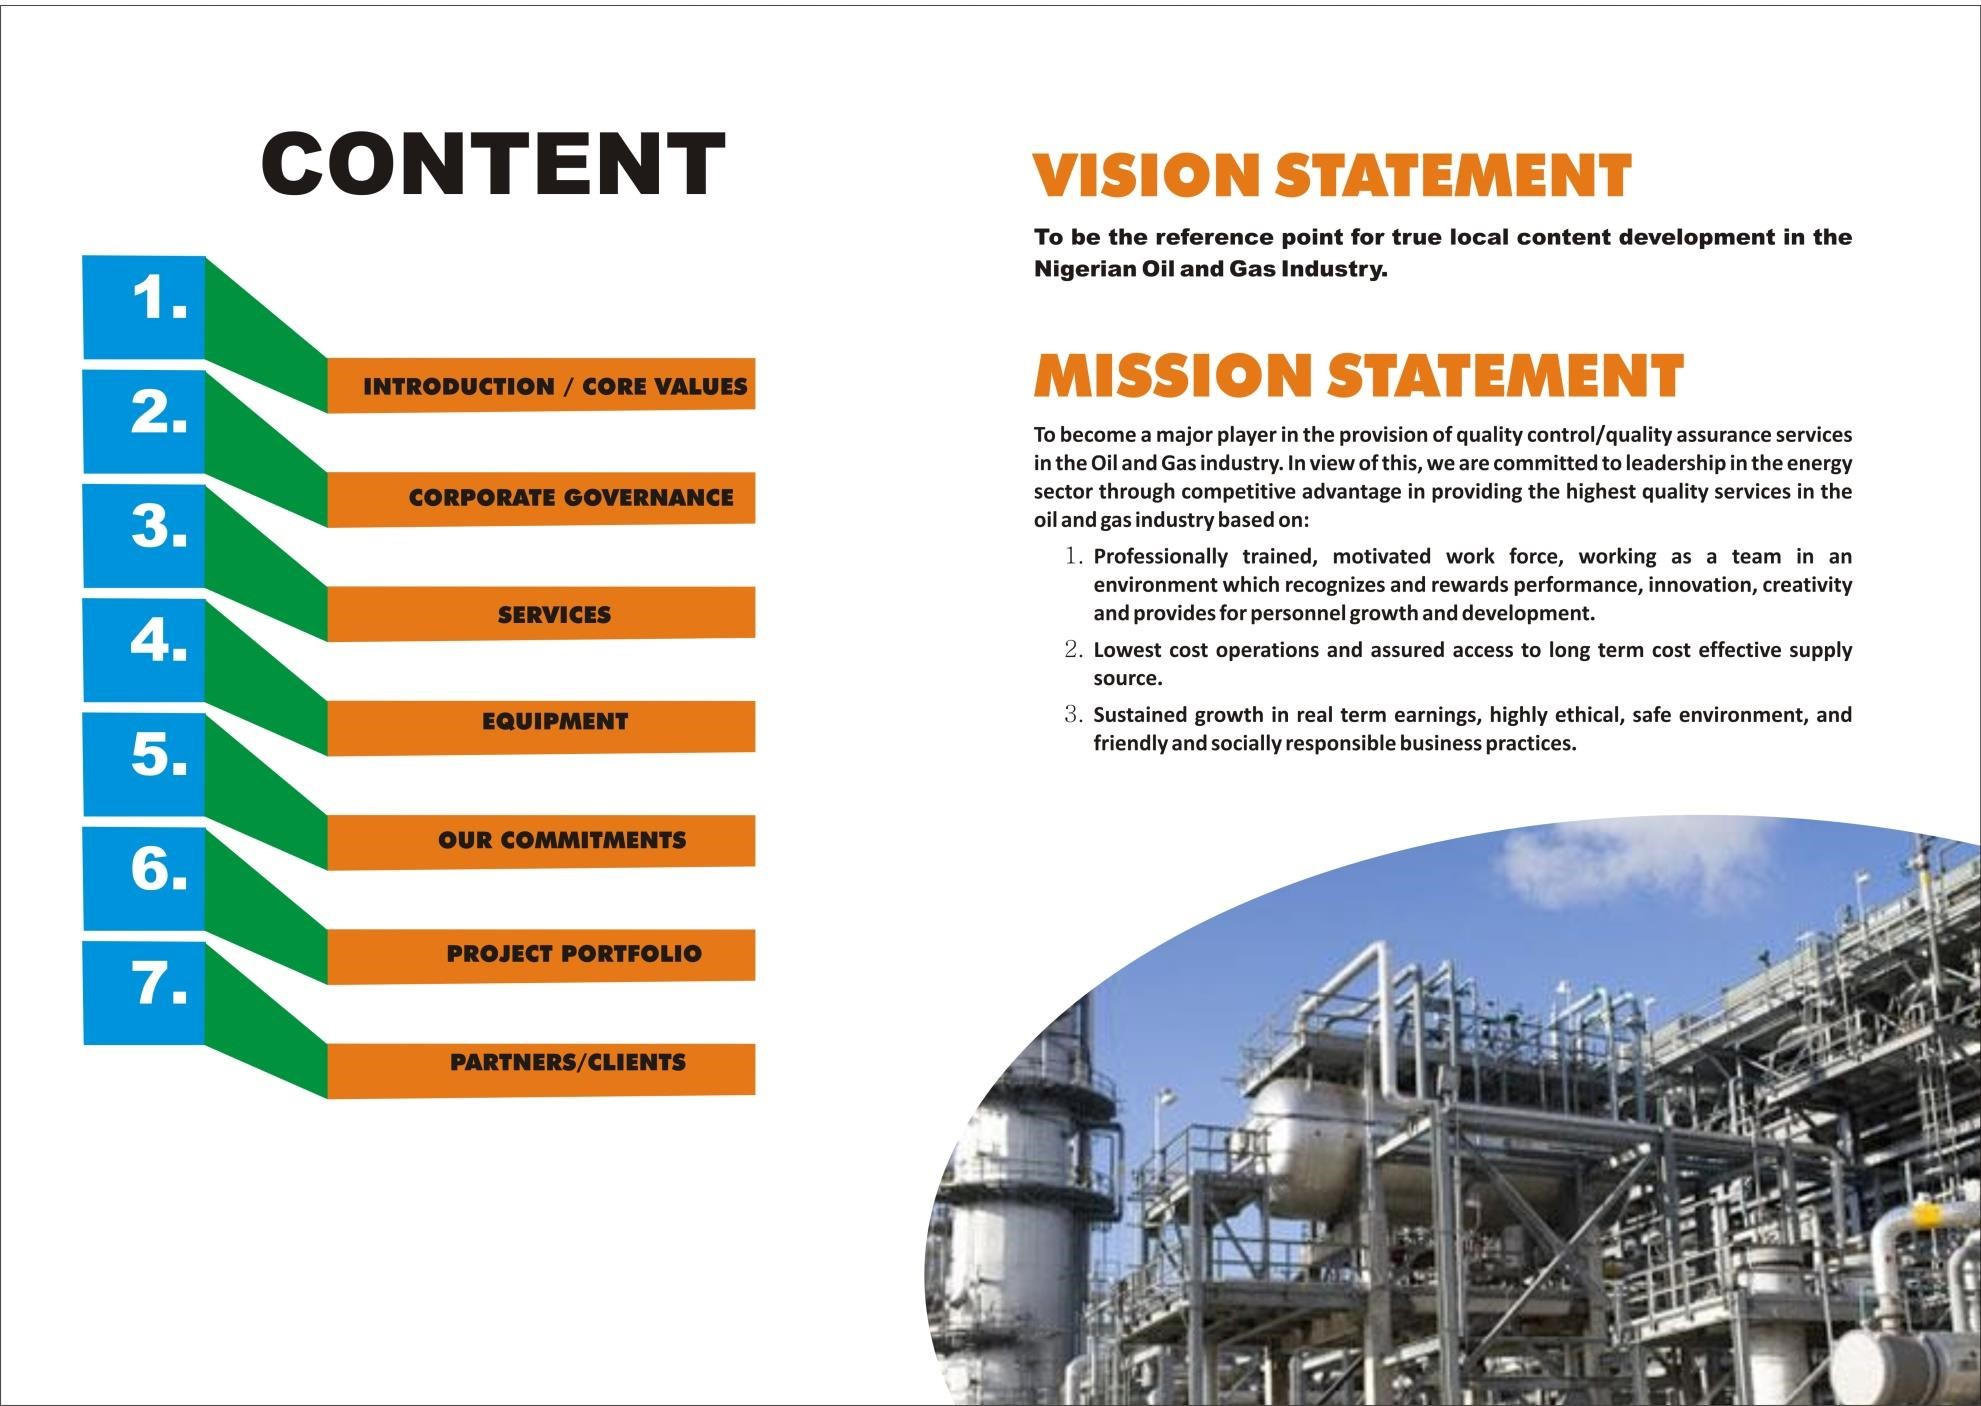 CONTENT
1.
INTRODUCTION / CORE VALUES
2.
CORPORATE GOVERNANCE
3.
SERVICES
4.
EQUIPMENT
5.
OUR COMMITMENTS
6.
PROJECT PORTFOLIO
7.
PARTNERS/CLIENTS
VISION STATEMENT
To be the reference point for true local content development in the
Nigerian Oil and Gas Industry.
MISSION STATEMENT
To become a major player in the provision of quality control/quality assurance services
in the Oil and Gas industry. In view of this, we are committed to leadership in the energy
sector through competitive advantage in providing the highest quality services in the
oil and gas industry based on:
1. Professionally trained, motivated work force, working as a team in an
environment which recognizes and rewards performance, innovation, creativity
and provides for personnel growth and development.
2. Lowest cost operations and assured access to long term cost effective supply
source.
3. Sustained growth in real term earnings, highly ethical, safe environment, and
friendly and socially responsible business practices.